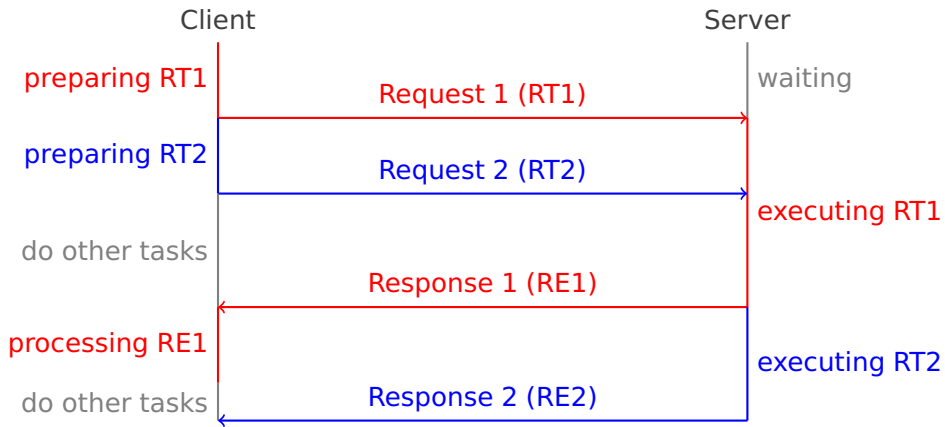 Client
Server
preparing RT1
Request 1 (RT1)
waiting
preparing RT2
Request 2 (RT2)
executing RT1
do other tasks
Response 1 (RE1)
processing RE1
executing RT2
do other tasks
Response 2 (RE2)